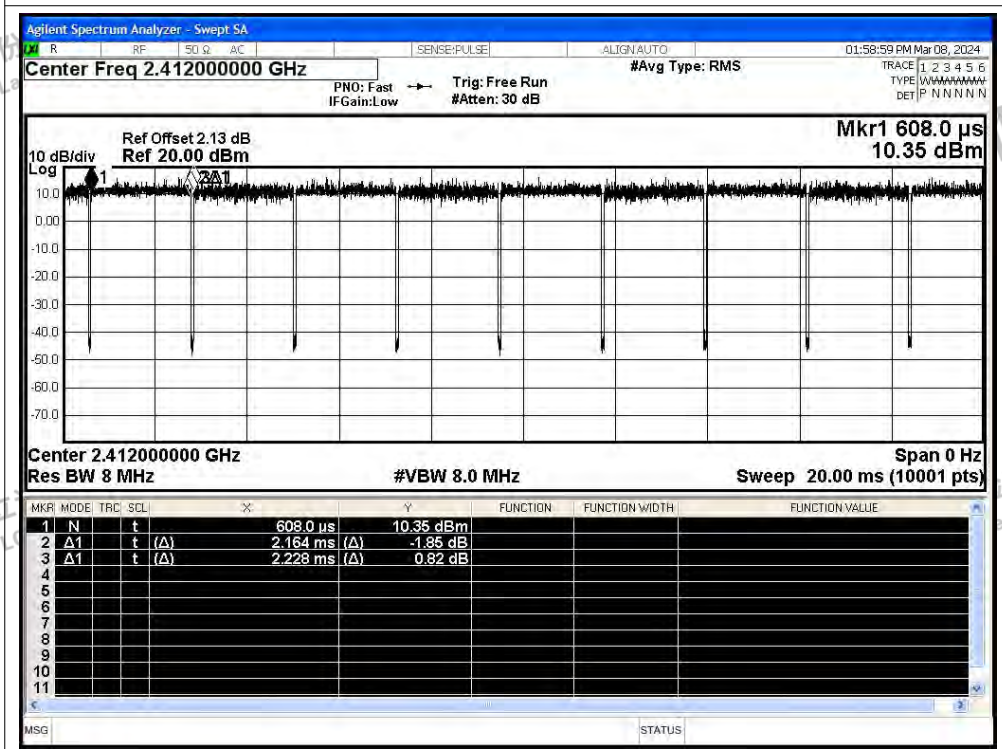 Agilent Spectrum Analyzer - Swept SA
R RF 50 Ω AC SENSE:PULSE ALIGN AUTO 01:58:59 PM Mar 08, 2024
Center Freq 2.412000000 GHz
#Avg Type: RMS
TRACE 1 2 3 4 5 6
PNO: Fast Trig: Free Run
TYPE WWWWWW
IFGain:Low #Atten: 30 dB
DET P N N N N N
Mkr1 608.0 µs
Ref Offset 2.13 dB
10 dB/div Ref 20.00 dBm
10.35 dBm
Log
1
3Δ1
10.0
0.00
-10.0
-20.0
-30.0
-40.0
-50.0
-60.0
-70.0
Center 2.412000000 GHz Span 0 Hz
Res BW 8 MHz #VBW 8.0 MHz Sweep 20.00 ms (10001 pts)
MKR MODE TRC SCL X Y FUNCTION FUNCTION WIDTH FUNCTION VALUE
1 N t 608.0 µs 10.35 dBm
2 Δ1 t (Δ) 2.164 ms (Δ) -1.85 dB
3 Δ1 t (Δ) 2.228 ms (Δ) 0.82 dB
4
5
6
7
8
9
10
11
MSG STATUS